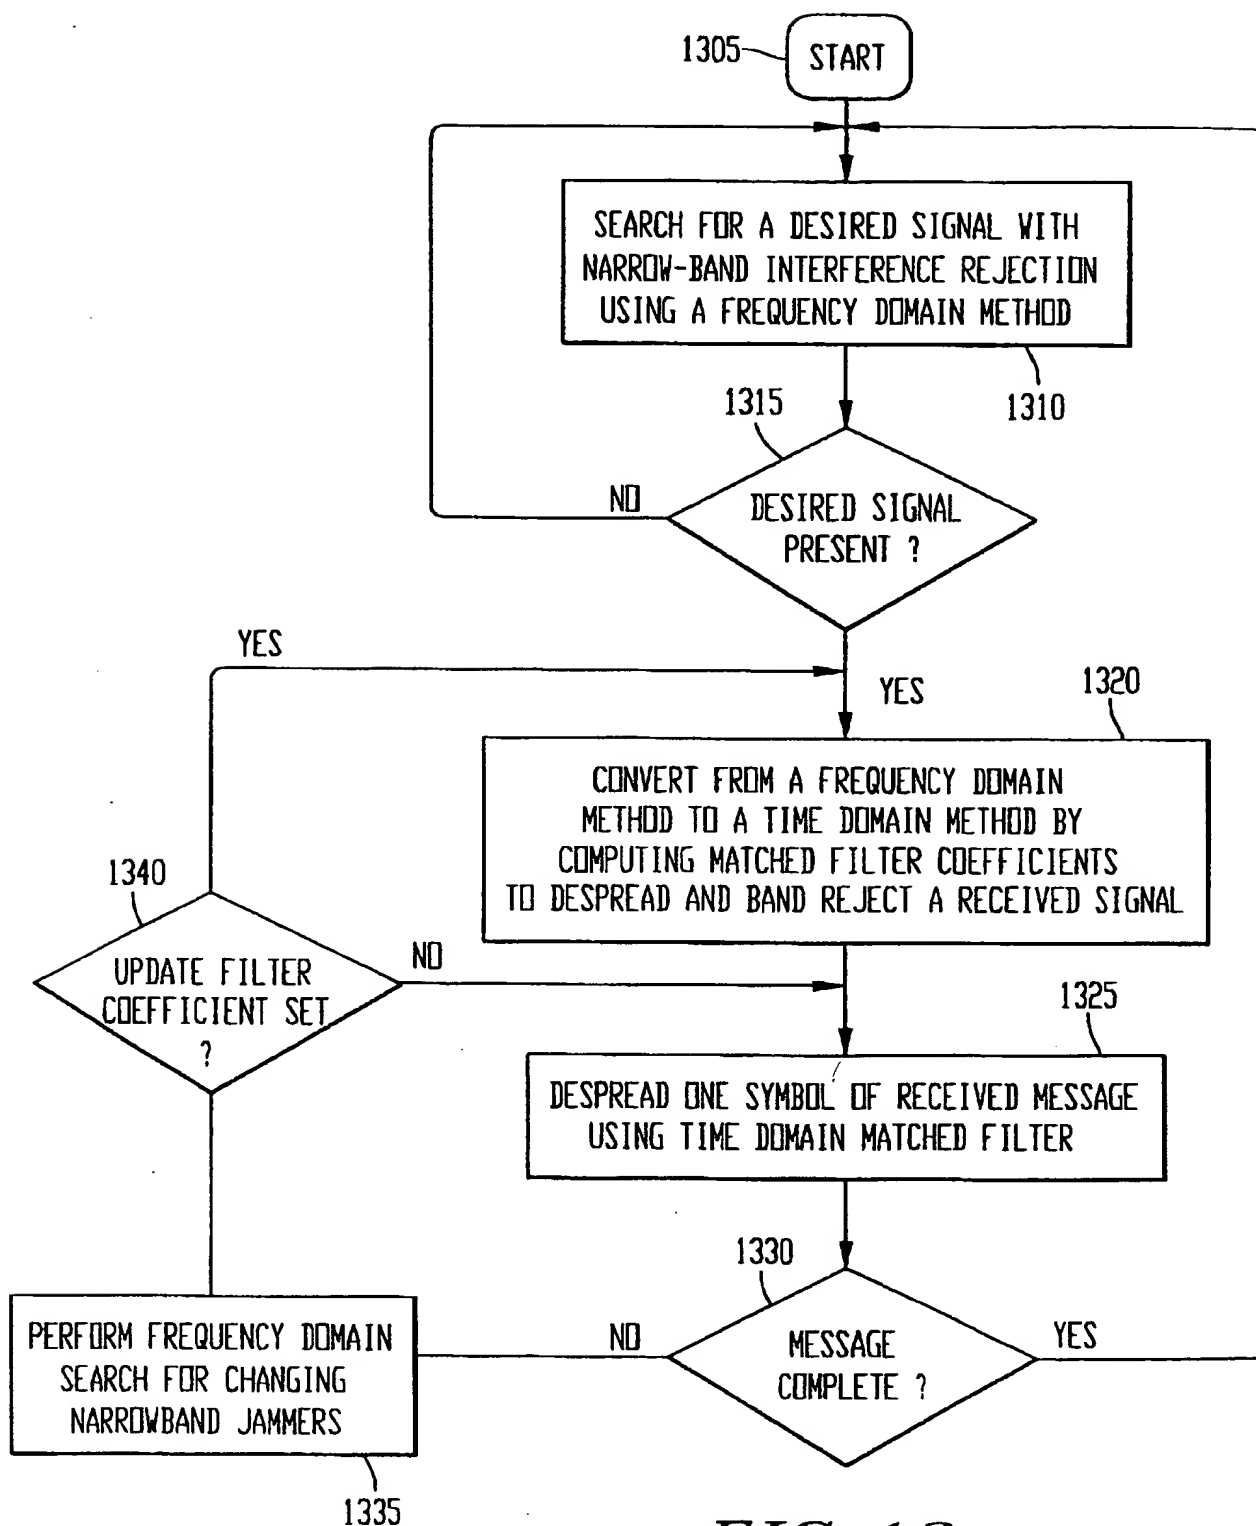 1305
START
SEARCH FOR A DESIRED SIGNAL WITH
NARROW-BAND INTERFERENCE REJECTION
USING A FREQUENCY DOMAIN METHOD
1310
1315
NO
DESIRED SIGNAL
PRESENT ?
YES
YES
1320
CONVERT FROM A FREQUENCY DOMAIN
METHOD TO A TIME DOMAIN METHOD BY
COMPUTING MATCHED FILTER COEFFICIENTS
TO DESPREAD AND BAND REJECT A RECEIVED SIGNAL
1340
UPDATE FILTER
COEFFICIENT SET
?
NO
1325
DESPREAD ONE SYMBOL OF RECEIVED MESSAGE
USING TIME DOMAIN MATCHED FILTER
1330
MESSAGE
COMPLETE ?
YES
NO
PERFORM FREQUENCY DOMAIN
SEARCH FOR CHANGING
NARROWBAND JAMMERS
1335